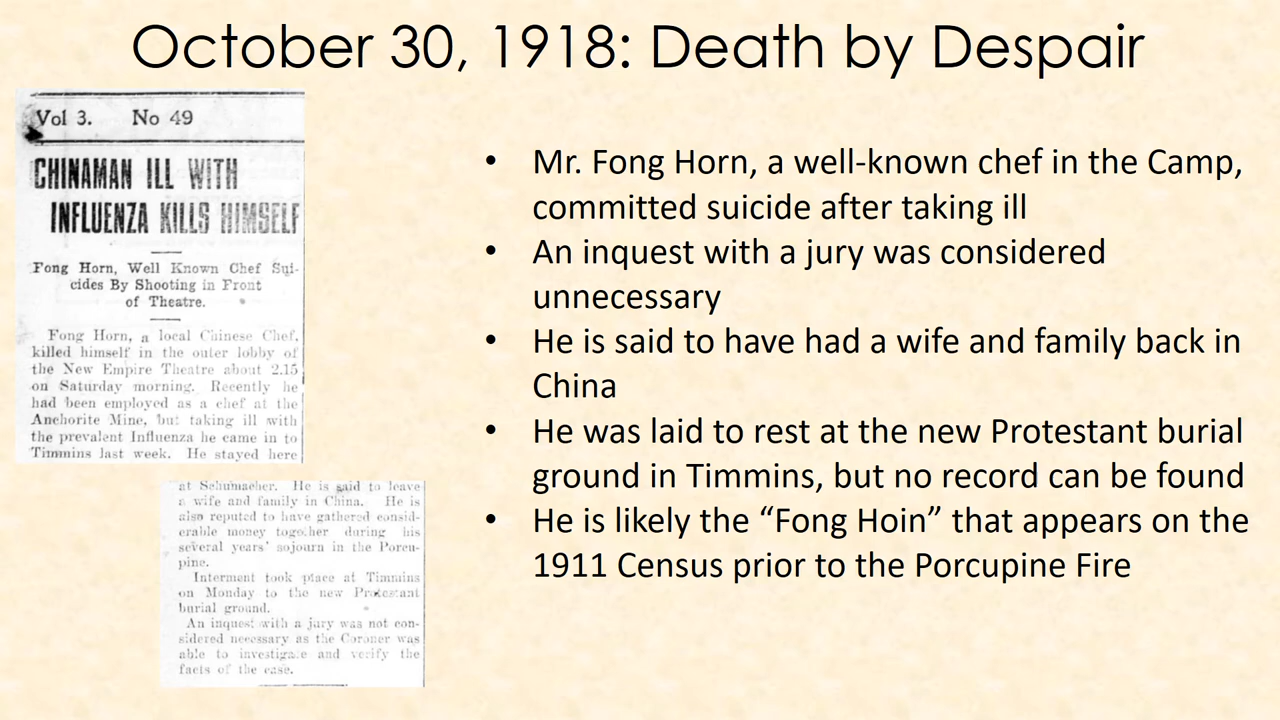 October 30, 1918: Death by Despair
Vol 3. No 49
CHINAMAN ILL WITH
INFLUENZA KILLS HIMSELF
Fong Horn, Well Known Chef Sui-
cides By Shooting in Front
of Theatre.
Fong Horn, a local Chinese Chef,
killed himself in the outer lobby of
the New Empire Theatre about 2.15
on Saturday morning. Recently he
had been employed as a chef at the
Anchorite Mine, but taking ill with
the prevalent Influenza he came in to
Timmins last week. He stayed here
at Schumacher. He is said to leave
a wife and family in China. He is
also reputed to have gathered consid-
erable money together during his
several years' sojourn in the Porcu-
pine.
Interment took place at Timmins
on Monday to the new Protestant
burial ground.
An inquest with a jury was not con-
sidered necessary as the Coroner was
able to investigate and verify the
facts of the case.
• Mr. Fong Horn, a well-known chef in the Camp,
committed suicide after taking ill
• An inquest with a jury was considered
unnecessary
• He is said to have had a wife and family back in
China
• He was laid to rest at the new Protestant burial
ground in Timmins, but no record can be found
• He is likely the “Fong Hoin” that appears on the
1911 Census prior to the Porcupine Fire